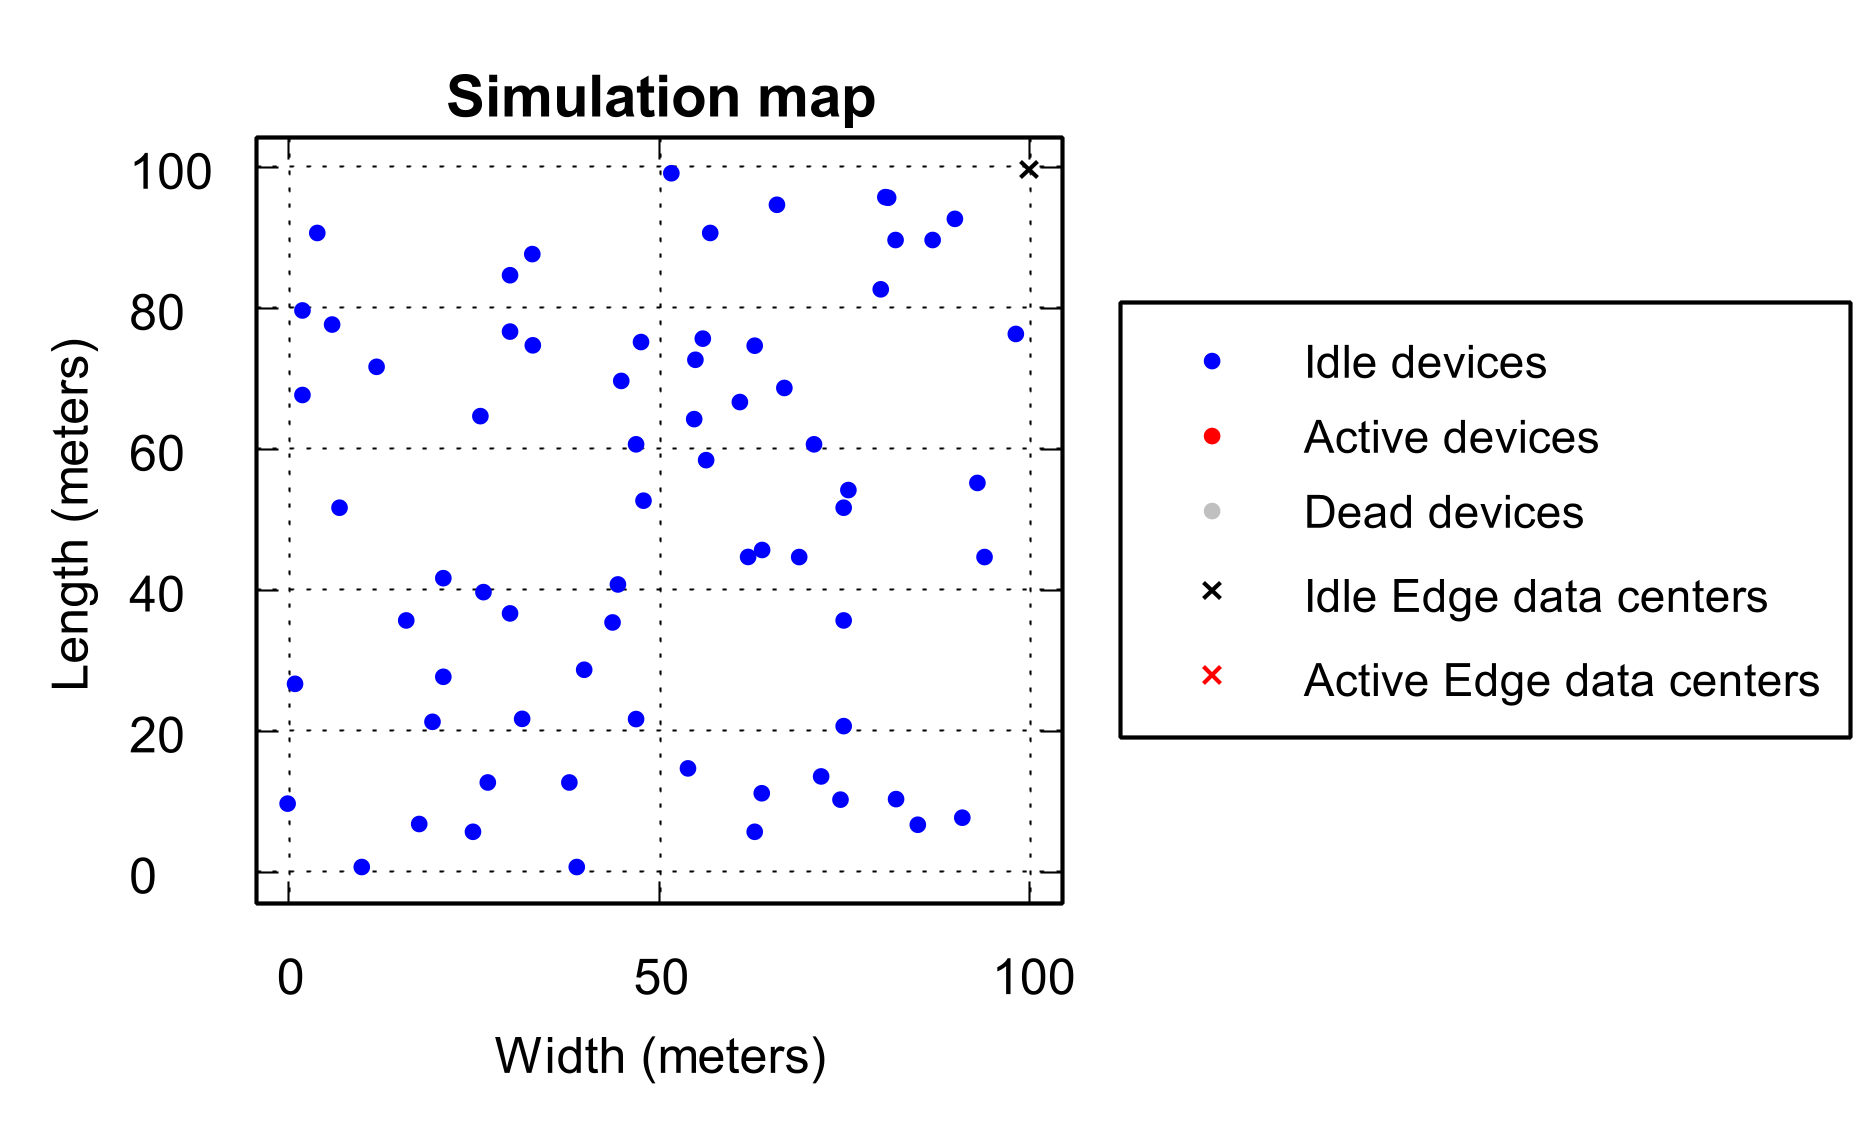 Simulation map
100
80
60
40
20
0
Length (meters)
0 50 100
Width (meters)
Idle devices
Active devices
Dead devices
Idle Edge data centers
Active Edge data centers